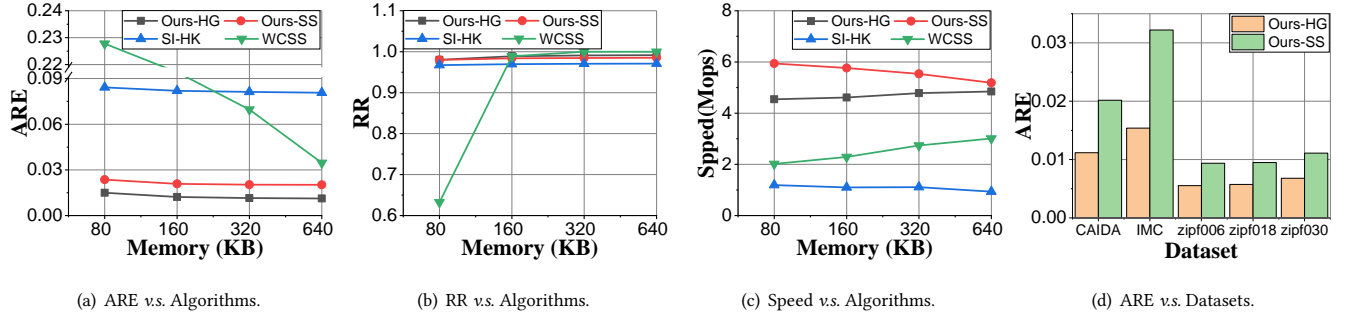 Ours-HG Ours-SS
SI-HK WCSS
0.24
0.23
0.22
0.09
0.06
0.03
0.00
ARE
80 160 320 640
Memory (KB)
(a) ARE v.s. Algorithms.
Ours-HG Ours-SS
SI-HK WCSS
1.1
1.0
0.9
0.8
0.7
0.6
RR
80 160 320 640
Memory (KB)
(b) RR v.s. Algorithms.
Ours-HG Ours-SS
SI-HK WCSS
8
6
4
2
0
Spped(Mops)
80 160 320 640
Memory (KB)
(c) Speed v.s. Algorithms.
Ours-HG
Ours-SS
0.03
0.02
0.01
0.00
ARE
CAIDA IMC zipf006 zipf018 zipf030
Dataset
(d) ARE v.s. Datasets.